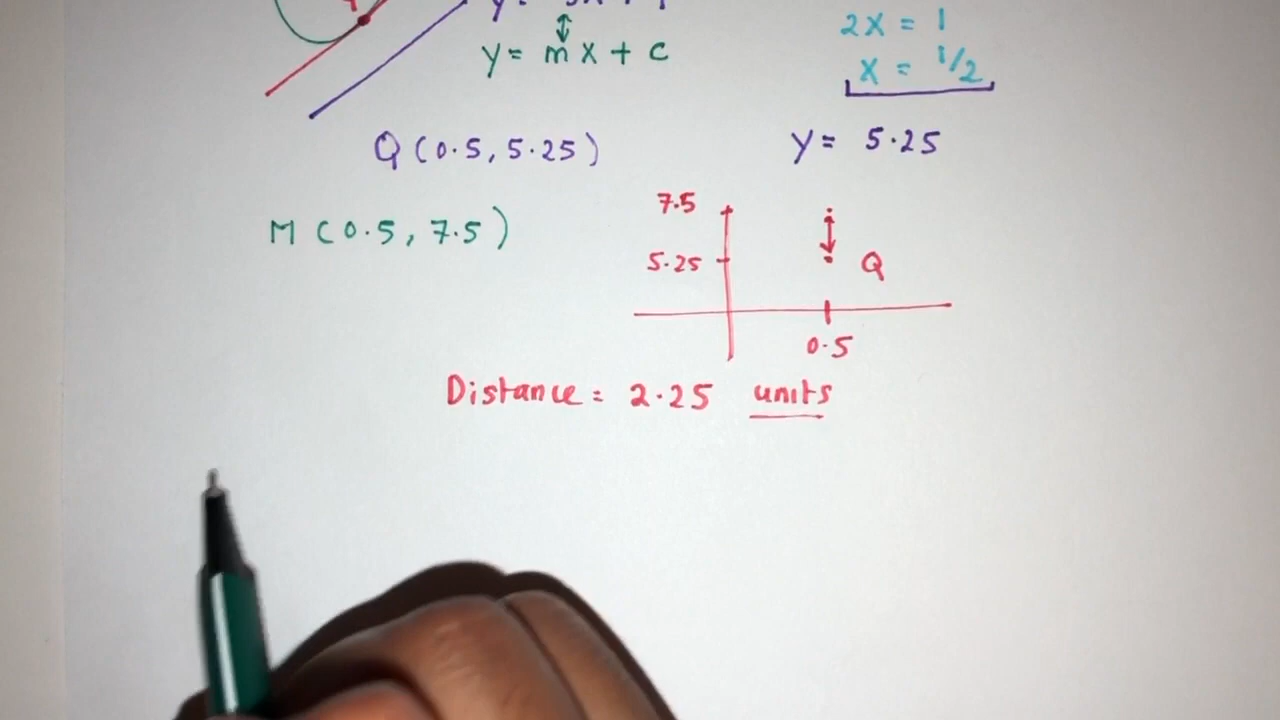 y = mx + c
2x = 1
x = 1/2
Q (0.5, 5.25)
y = 5.25
M (0.5, 7.5)
7.5
5.25
Q
0.5
Distance = 2.25 units